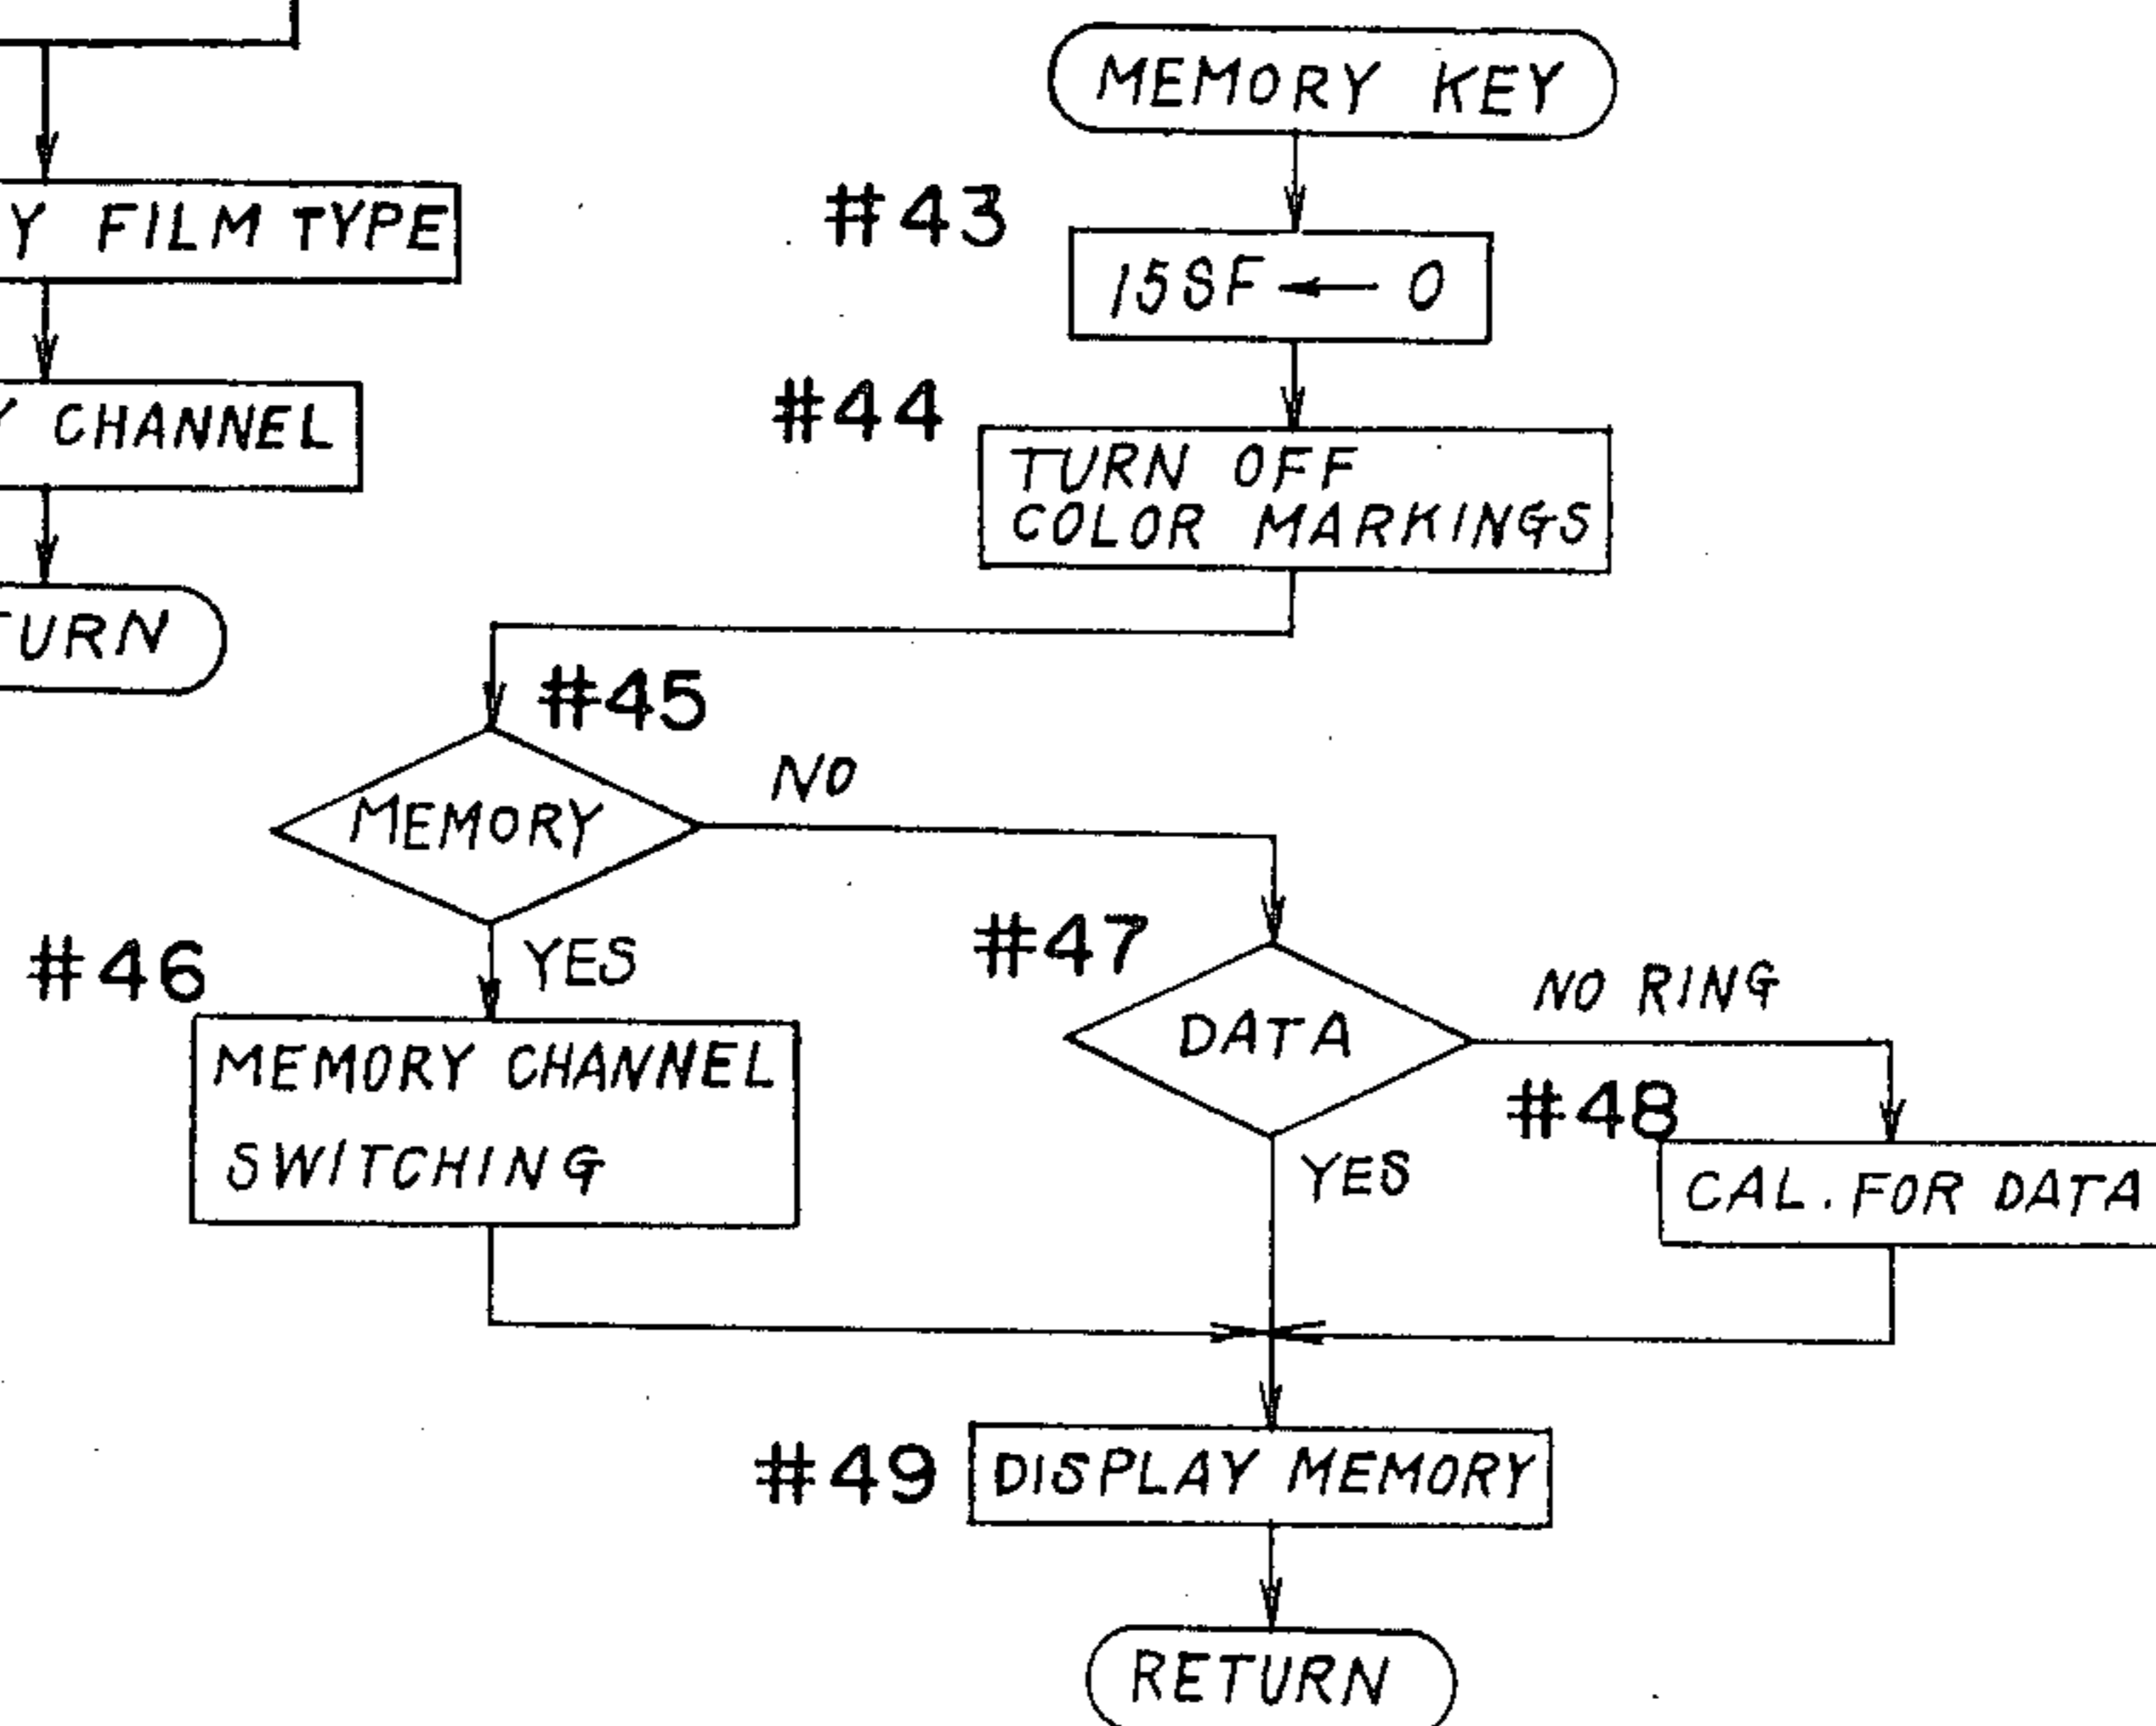 Y FILM TYPE
Y CHANNEL
TURN
MEMORY KEY
#43
15SF ← 0
#44
TURN OFF
COLOR MARKINGS
#45
MEMORY
NO
YES
#46
MEMORY CHANNEL
SWITCHING
#47
DATA
NO RING
YES
#48
CAL. FOR DATA
#49
DISPLAY MEMORY
RETURN